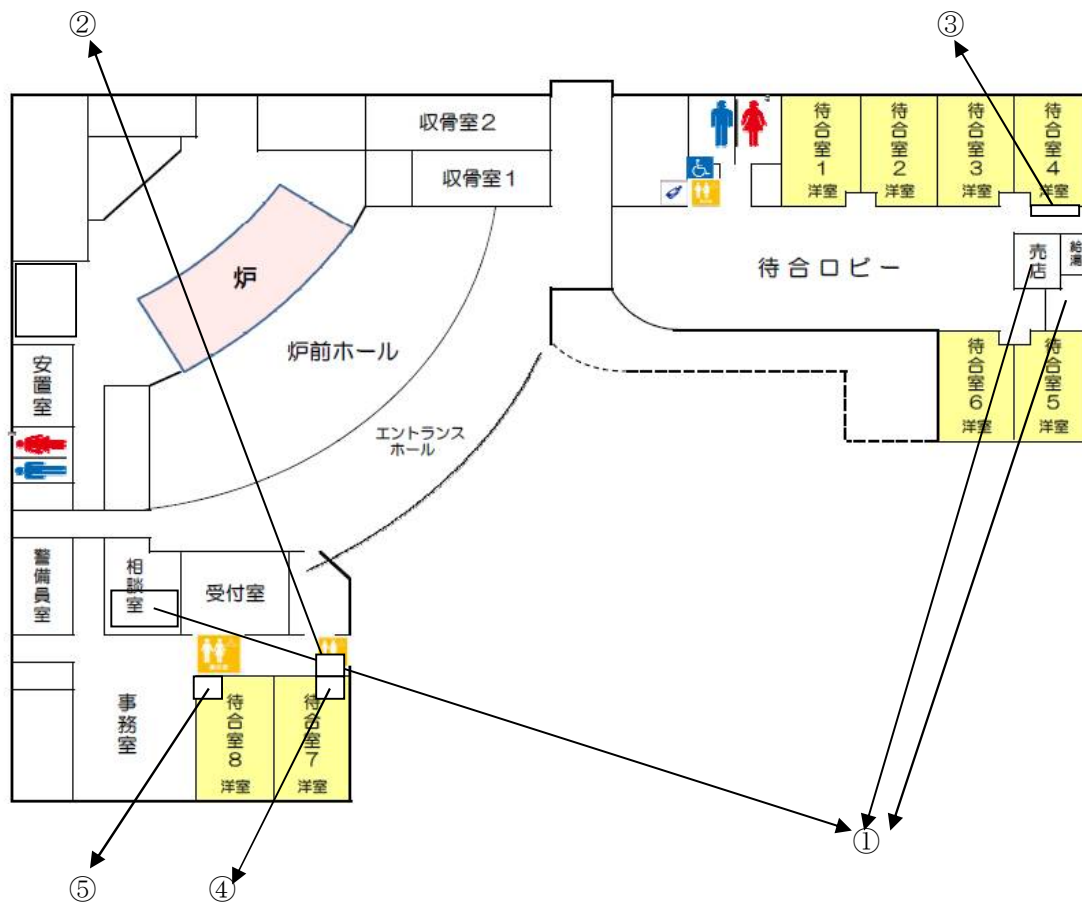 ②
③
収骨室2
収骨室1
待合室1
洋室
待合室2
洋室
待合室3
洋室
待合室4
洋室
炉
待合ロビー
売店
給湯
炉前ホール
安置室
待合室6
洋室
待合室5
洋室
エントランス
ホール
警備員室
相談室
受付室
事務室
待合室8
洋室
待合室7
洋室
①
⑤
④